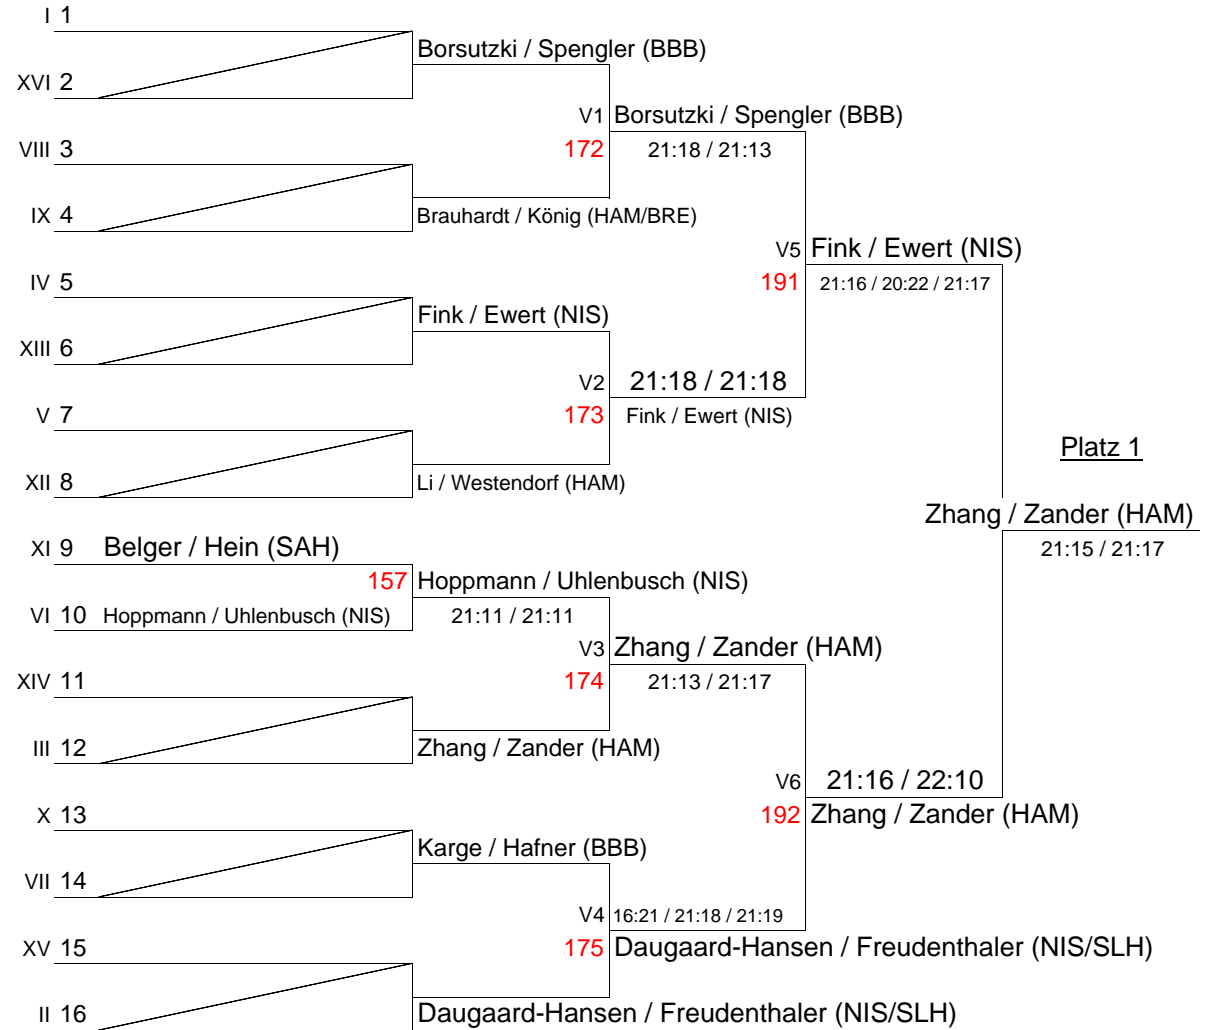 I 1
Borsutzki / Spengler (BBB)
XVI 2
V1 Borsutzki / Spengler (BBB)
VIII 3
172 21:18 / 21:13
IX 4
Brauhardt / König (HAM/BRE)
V5 Fink / Ewert (NIS)
IV 5
191 21:16 / 20:22 / 21:17
Fink / Ewert (NIS)
XIII 6
V2 21:18 / 21:18
V 7
173 Fink / Ewert (NIS)
Platz 1
XII 8
Li / Westendorf (HAM)
Zhang / Zander (HAM)
XI 9 Belger / Hein (SAH)
21:15 / 21:17
157 Hoppmann / Uhlenbusch (NIS)
VI 10 Hoppmann / Uhlenbusch (NIS)
21:11 / 21:11
V3 Zhang / Zander (HAM)
XIV 11
174 21:13 / 21:17
III 12
Zhang / Zander (HAM)
V6 21:16 / 22:10
X 13
192 Zhang / Zander (HAM)
Karge / Hafner (BBB)
VII 14
V4 16:21 / 21:18 / 21:19
XV 15
175 Daugaard-Hansen / Freudenthaler (NIS/SLH)
II 16
Daugaard-Hansen / Freudenthaler (NIS/SLH)